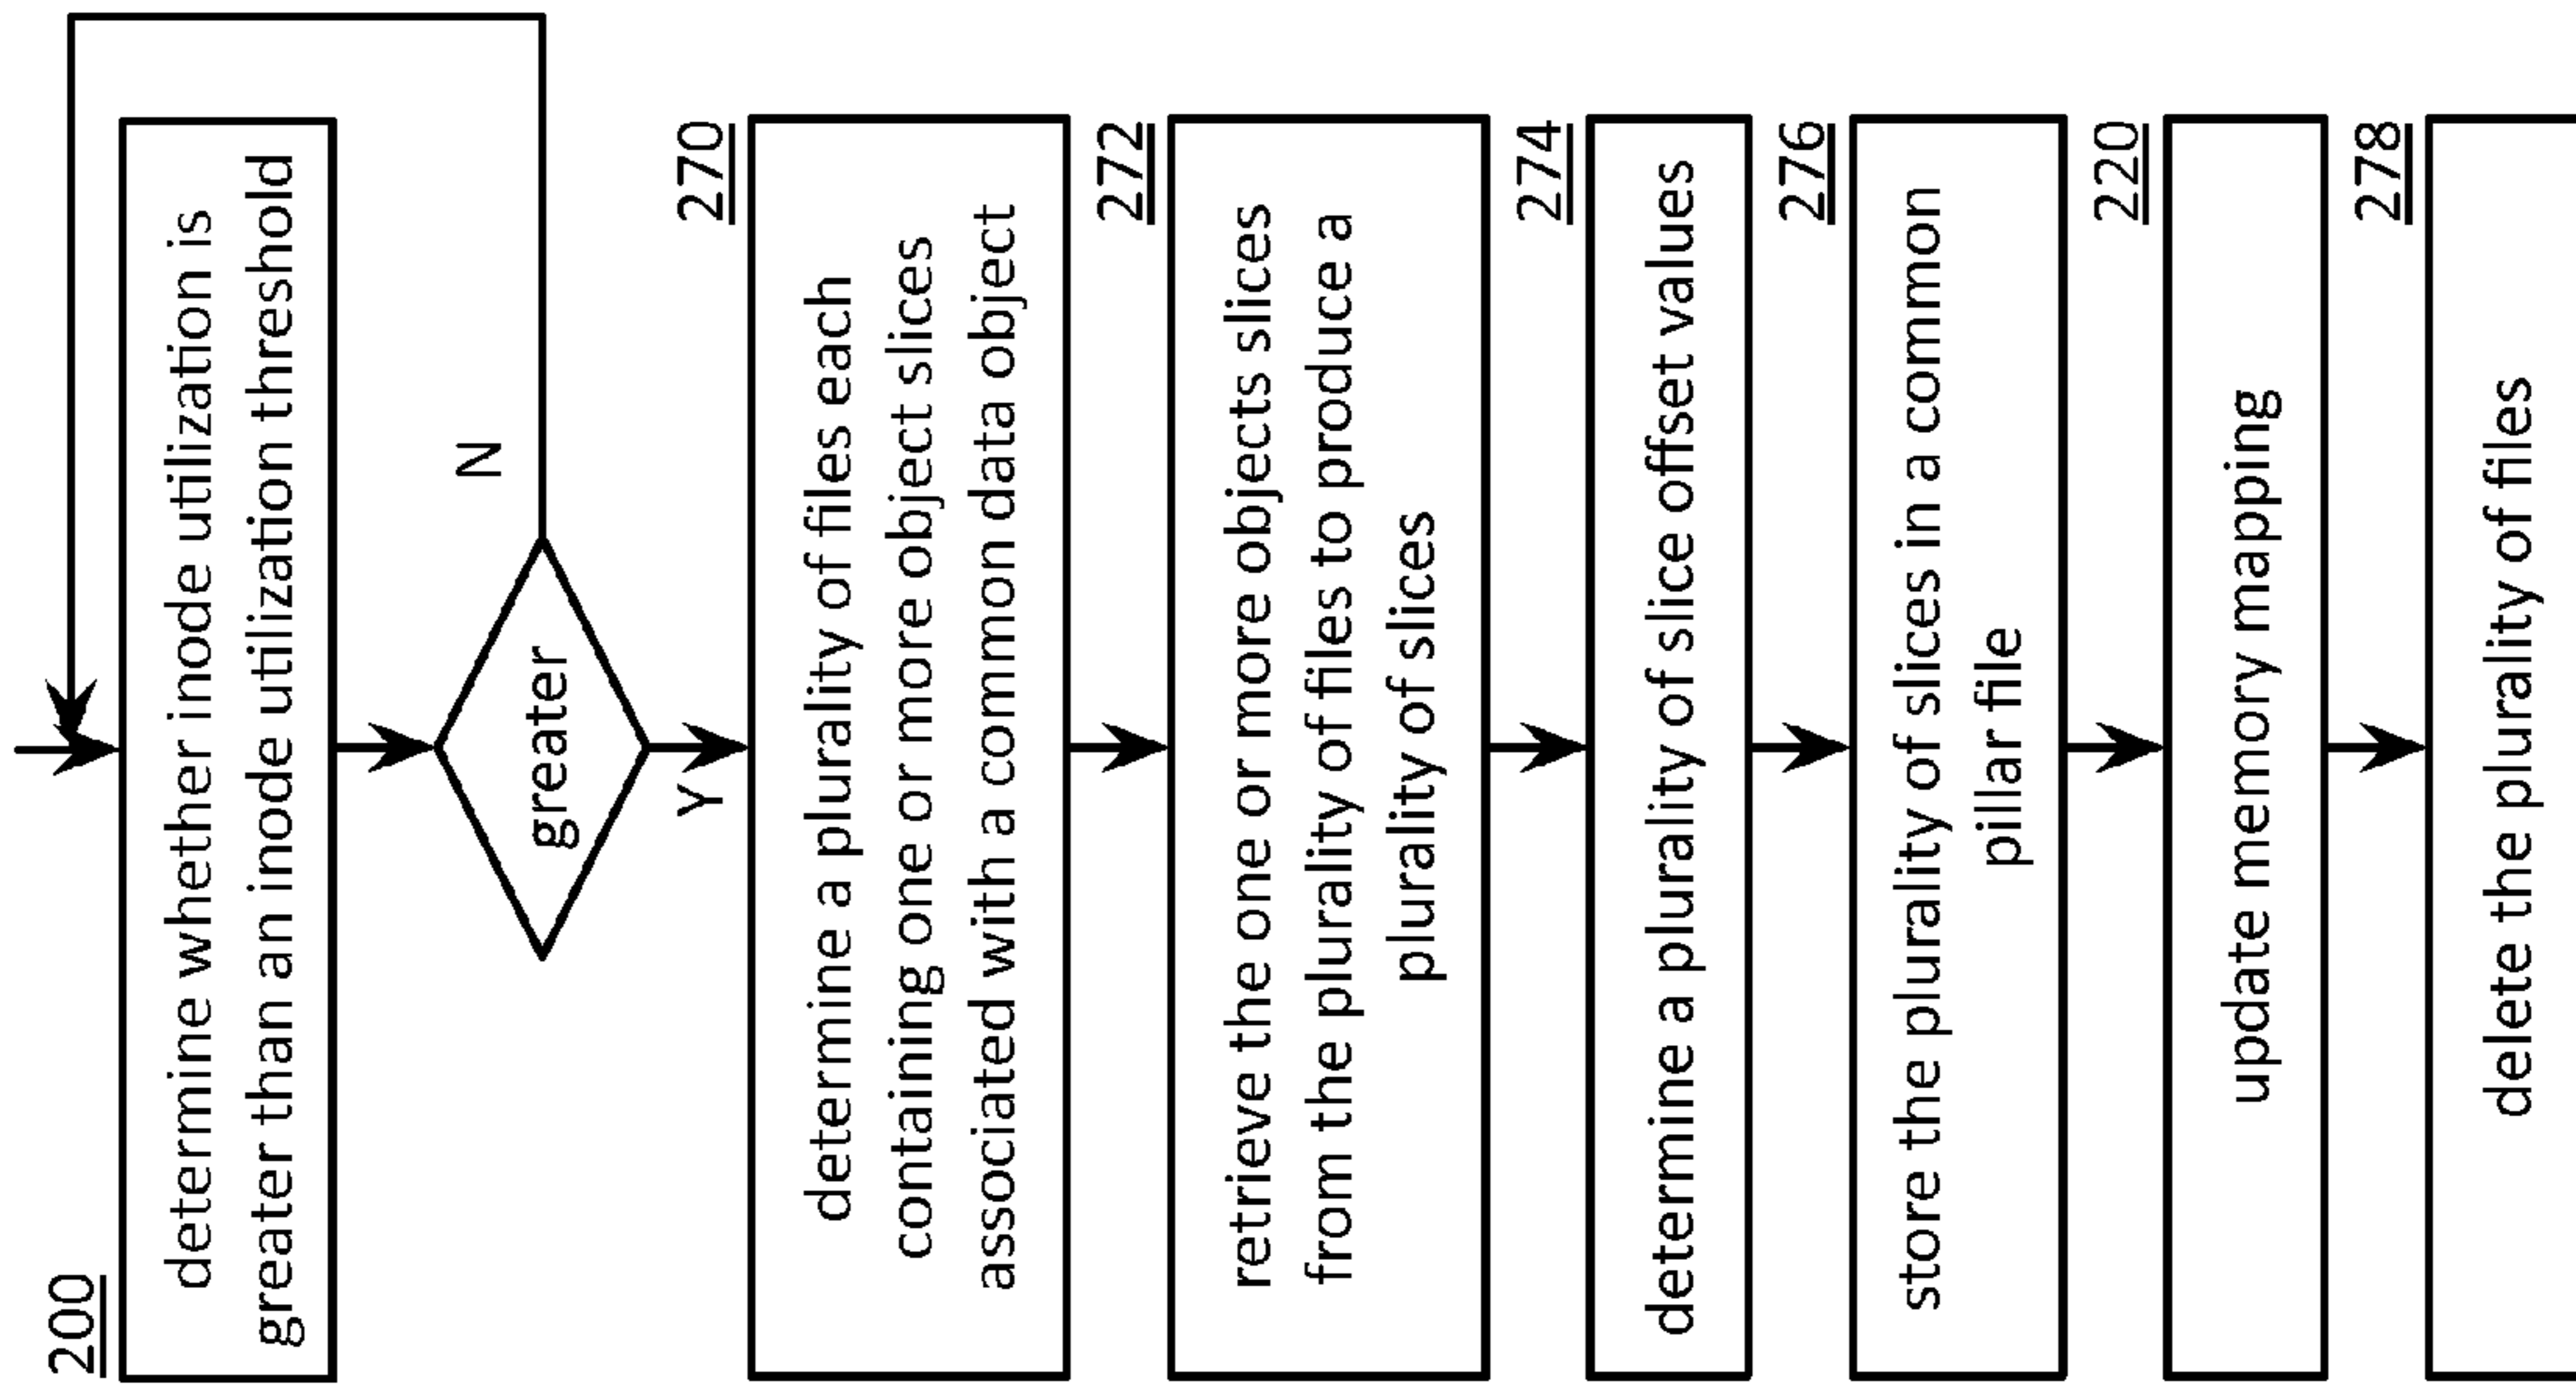 200
determine whether inode utilization is
greater than an inode utilization threshold
greater
N
Y
270
determine a plurality of files each
containing one or more object slices
associated with a common data object
272
retrieve the one or more objects slices
from the plurality of files to produce a
plurality of slices
274
determine a plurality of slice offset values
276
store the plurality of slices in a common
pillar file
220
update memory mapping
278
delete the plurality of files